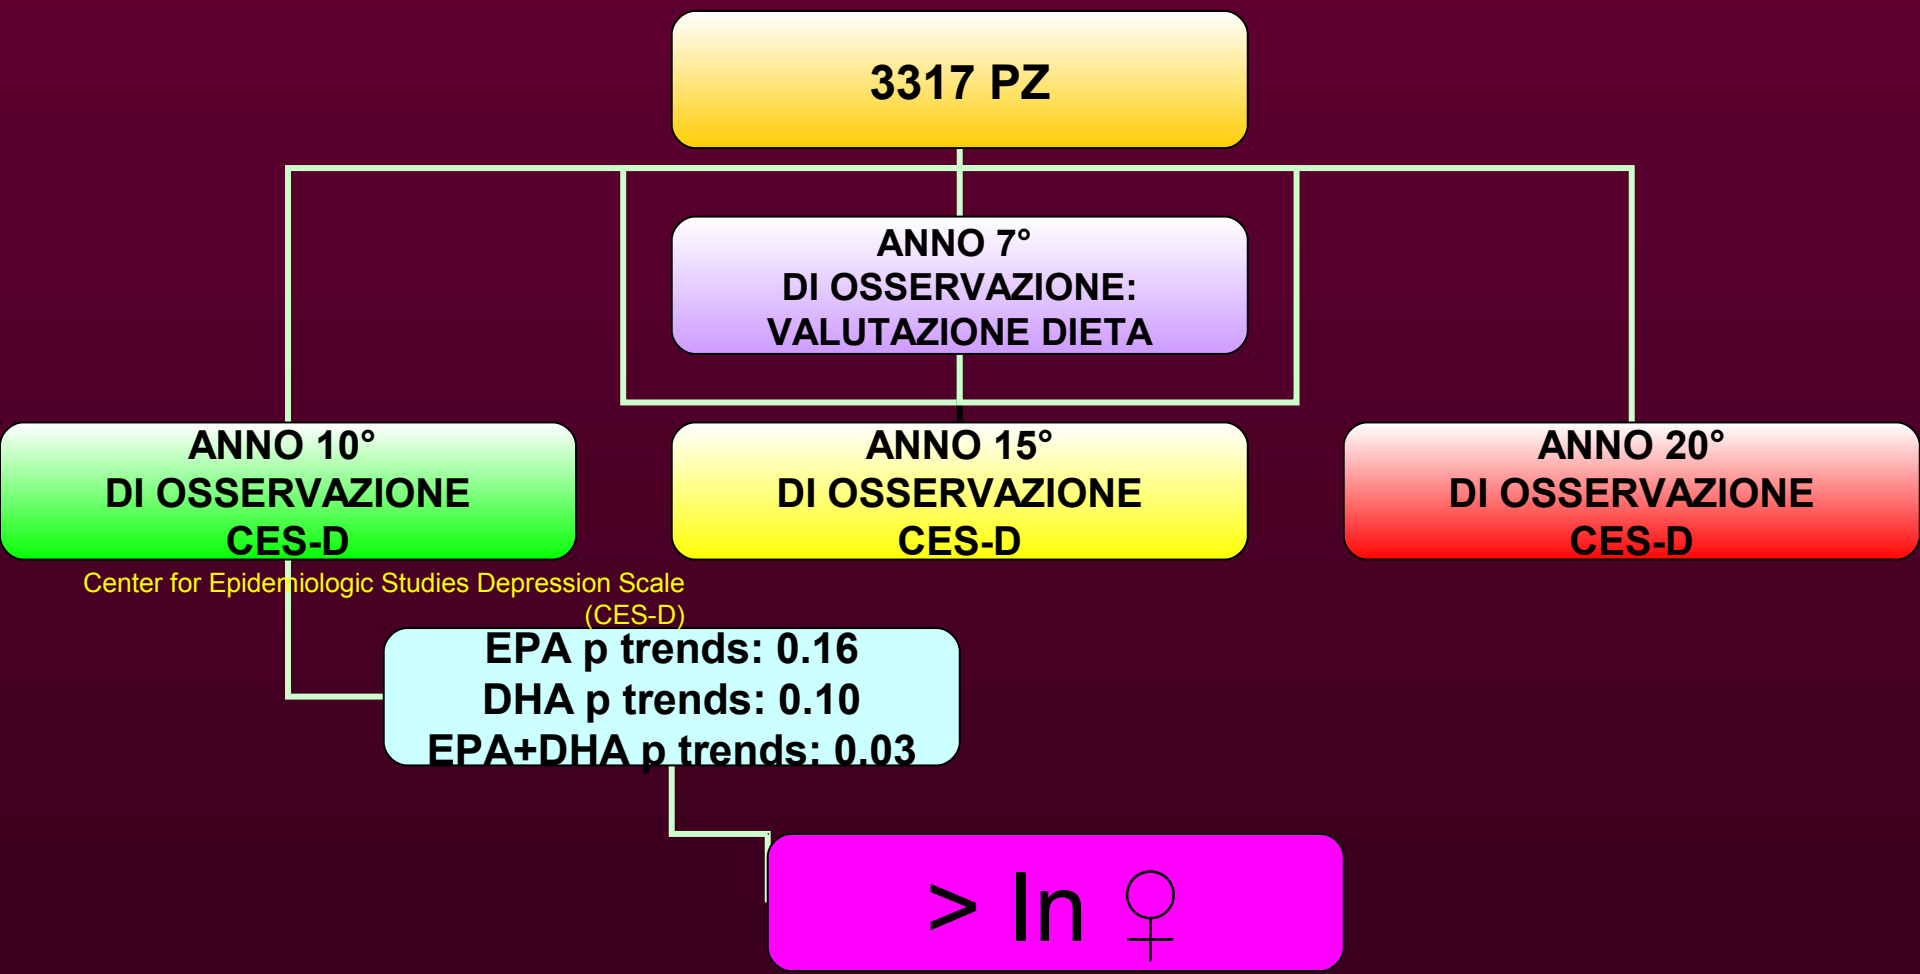 3317 PZ
ANNO 7°
DI OSSERVAZIONE:
VALUTAZIONE DIETA
ANNO 10°
DI OSSERVAZIONE
CES-D
ANNO 15°
DI OSSERVAZIONE
CES-D
ANNO 20°
DI OSSERVAZIONE
CES-D
Center for Epidemiologic Studies Depression Scale
(CES-D)
EPA p trends: 0.16
DHA p trends: 0.10
EPA+DHA p trends: 0.03
> In ♀